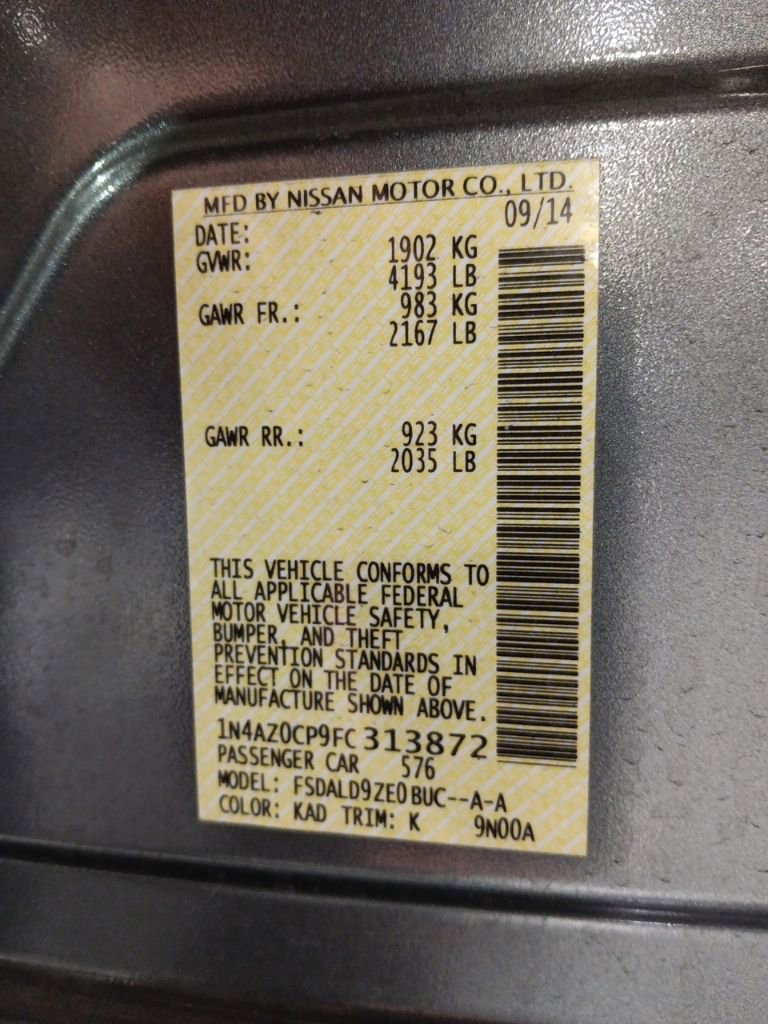 MFD BY NISSAN MOTOR CO., LTD.
DATE: 09/14
GVWR: 1902 KG
4193 LB
GAWR FR.: 983 KG
2167 LB
GAWR RR.: 923 KG
2035 LB
THIS VEHICLE CONFORMS TO
ALL APPLICABLE FEDERAL
MOTOR VEHICLE SAFETY,
BUMPER, AND THEFT
PREVENTION STANDARDS IN
EFFECT ON THE DATE OF
MANUFACTURE SHOWN ABOVE.
1N4AZ0CP9FC313872
PASSENGER CAR 576
MODEL: FSDALD9ZE0BUC--A-A
COLOR: KAD TRIM: K 9N00A